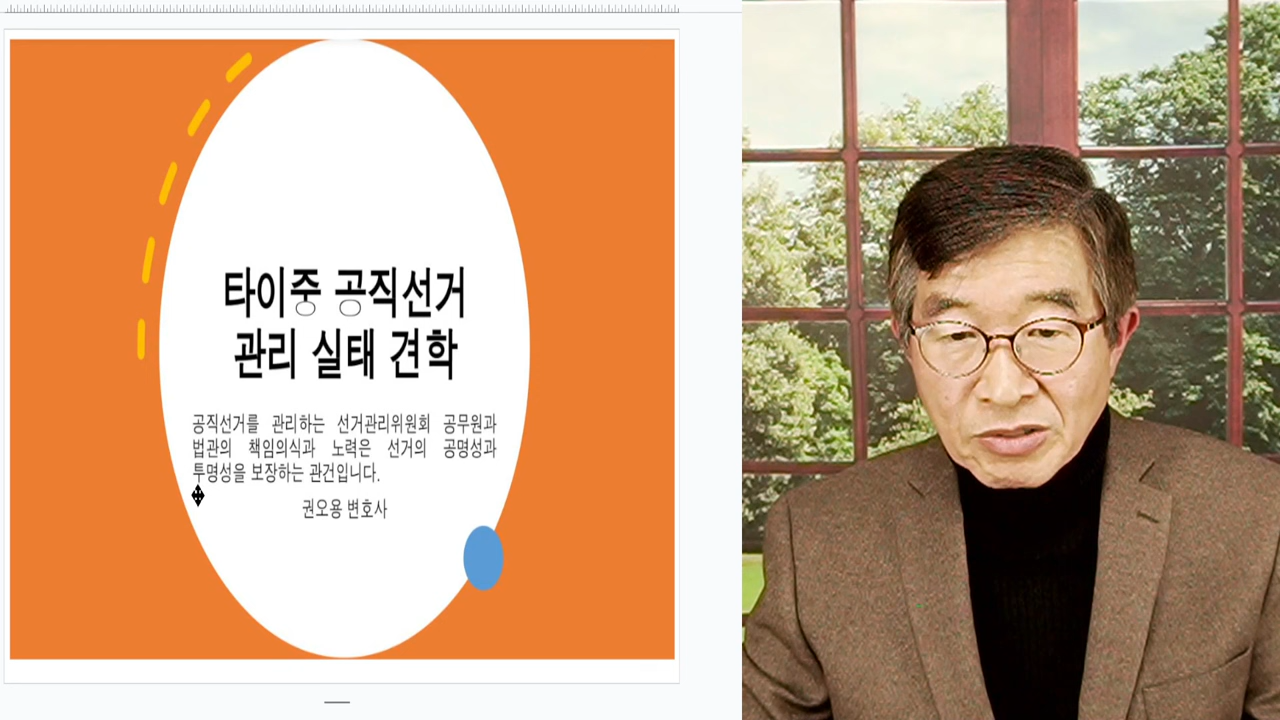 타이중 공직선거
관리 실태 견학
공직선거를 관리하는 선거관리위원회 공무원과
법관의 책임의식과 노력은 선거의 공명성과
투명성을 보장하는 관건입니다.
권오용 변호사